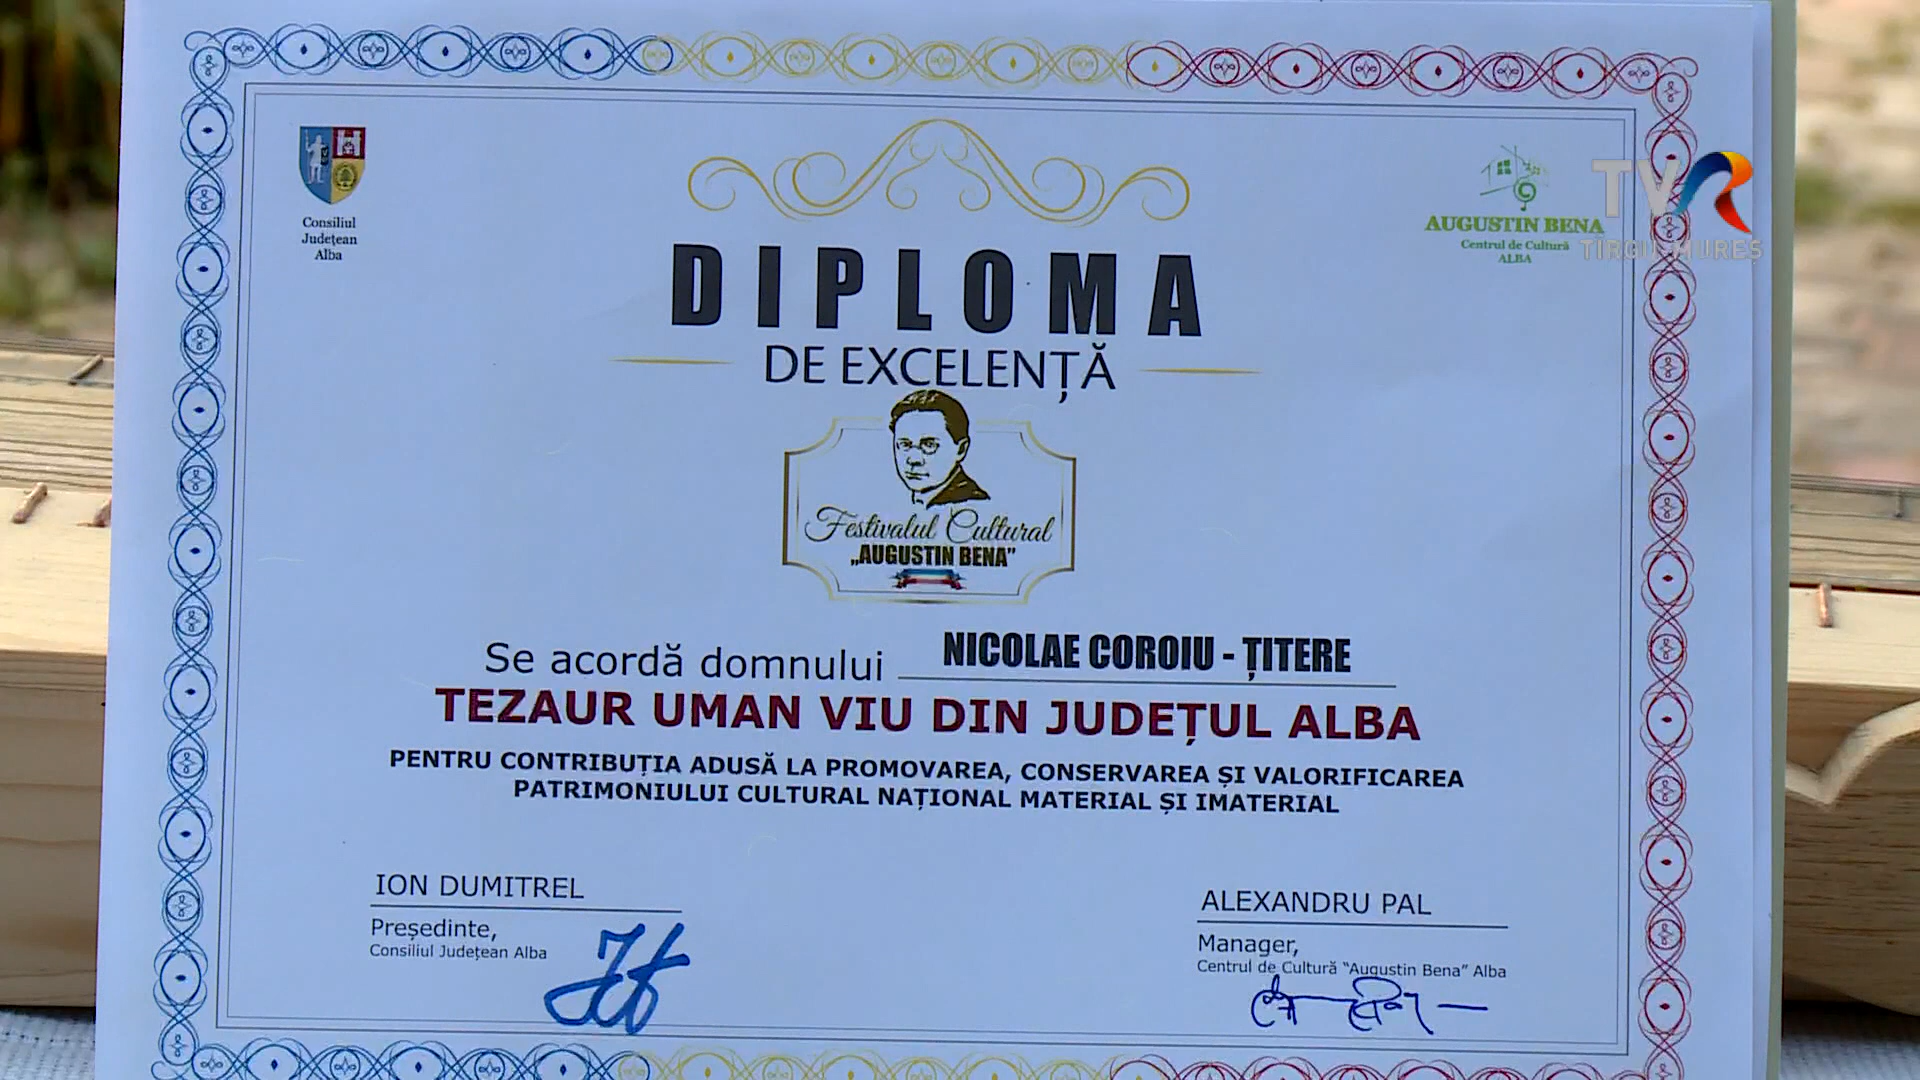 Consiliul
Județean
Alba
AUGUSTIN BENA
Centrul de Cultură
ALBA
TVR
TÎRGU-MUREȘ
DIPLOMA
DE EXCELENȚĂ
Festivalul Cultural
„AUGUSTIN BENA”
Se acordă domnului NICOLAE COROIU - ȚITERE
TEZAUR UMAN VIU DIN JUDEȚUL ALBA
PENTRU CONTRIBUȚIA ADUSĂ LA PROMOVAREA, CONSERVAREA ȘI VALORIFICAREA
PATRIMONIULUI CULTURAL NAȚIONAL MATERIAL ȘI IMATERIAL
ION DUMITREL
Președinte,
Consiliul Județean Alba
ALEXANDRU PAL
Manager,
Centrul de Cultură “Augustin Bena” Alba